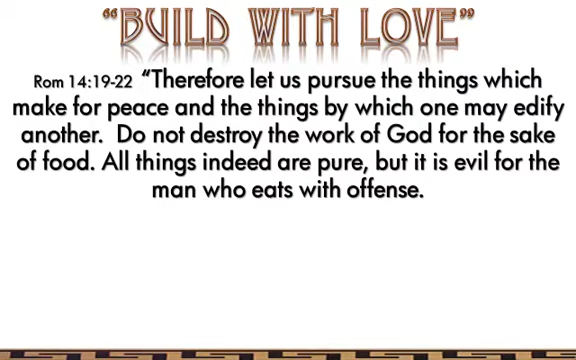 “BUILD WITH LOVE”
Rom 14:19-22 “Therefore let us pursue the things which
make for peace and the things by which one may edify
another. Do not destroy the work of God for the sake
of food. All things indeed are pure, but it is evil for the
man who eats with offense.